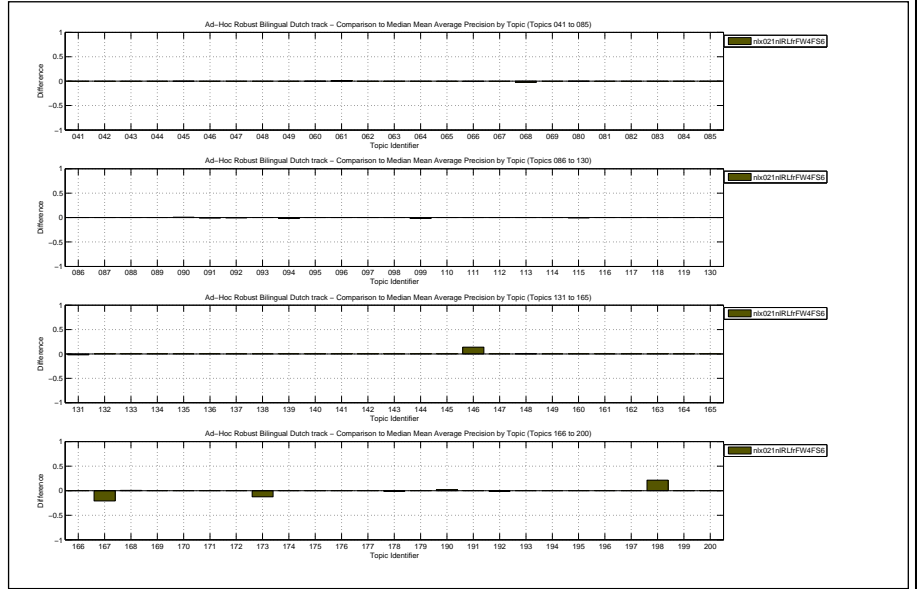 Ad−Hoc Robust Bilingual Dutch track − Comparison to Median Mean Average Precision by Topic (Topics 041 to 085)
1
0.5
0
−0.5
−1
Difference
041 042 043 044 045 046 047 048 049 060 061 062 063 064 065 066 067 068 069 080 081 082 083 084 085
Topic Identifier
nlx021nlRLfrFW4FS6
Ad−Hoc Robust Bilingual Dutch track − Comparison to Median Mean Average Precision by Topic (Topics 086 to 130)
1
0.5
0
−0.5
−1
Difference
086 087 088 089 090 091 092 093 094 095 096 097 098 099 110 111 112 113 114 115 116 117 118 119 130
Topic Identifier
nlx021nlRLfrFW4FS6
Ad−Hoc Robust Bilingual Dutch track − Comparison to Median Mean Average Precision by Topic (Topics 131 to 165)
1
0.5
0
−0.5
−1
Difference
131 132 133 134 135 136 137 138 139 140 141 142 143 144 145 146 147 148 149 160 161 162 163 164 165
Topic Identifier
nlx021nlRLfrFW4FS6
Ad−Hoc Robust Bilingual Dutch track − Comparison to Median Mean Average Precision by Topic (Topics 166 to 200)
1
0.5
0
−0.5
−1
Difference
166 167 168 169 170 171 172 173 174 175 176 177 178 179 190 191 192 193 194 195 196 197 198 199 200
Topic Identifier
nlx021nlRLfrFW4FS6